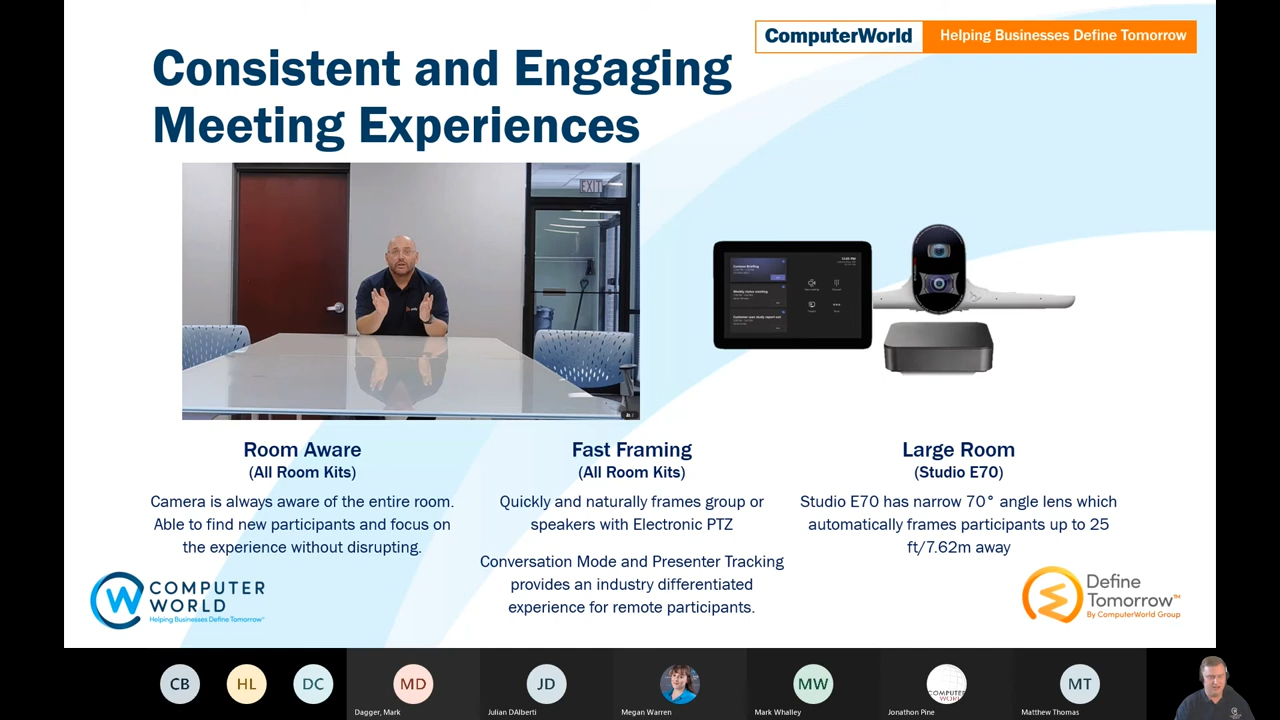 ComputerWorld
Helping Businesses Define Tomorrow
Consistent and Engaging
Meeting Experiences
EXIT
Room Aware
(All Room Kits)
Camera is always aware of the entire room.
Able to find new participants and focus on
the experience without disrupting.
Fast Framing
(All Room Kits)
Quickly and naturally frames group or
speakers with Electronic PTZ
Conversation Mode and Presenter Tracking
provides an industry differentiated
experience for remote participants.
Large Room
(Studio E70)
Studio E70 has narrow 70° angle lens which
automatically frames participants up to 25
ft/7.62m away
COMPUTER
WORLD
Helping Businesses Define Tomorrow
Define
Tomorrow™
By ComputerWorld Group
CB
HL
DC
MD
Dagger, Mark
JD
Julian DAlberti
Megan Warren
MW
Mark Whalley
COMPUTER
Jonathon Pine
MT
Matthew Thomas